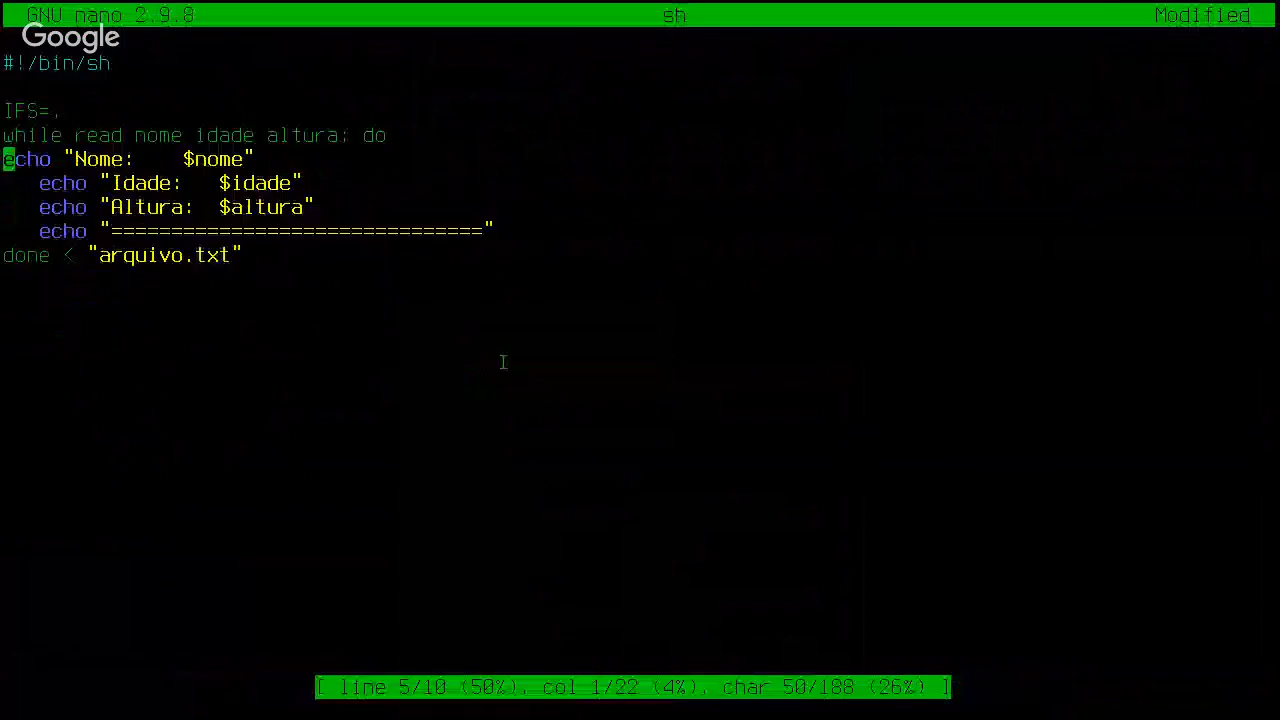 GNU nano 2.9.8 sh Modified
Google
#!/bin/sh
IFS=,
while read nome idade altura; do
echo "Nome:    $nome"
   echo "Idade:   $idade"
   echo "Altura:  $altura"
   echo "==============================="
done < "arquivo.txt"
[ line 5/10 (50%), col 1/22 (4%), char 50/188 (26%) ]